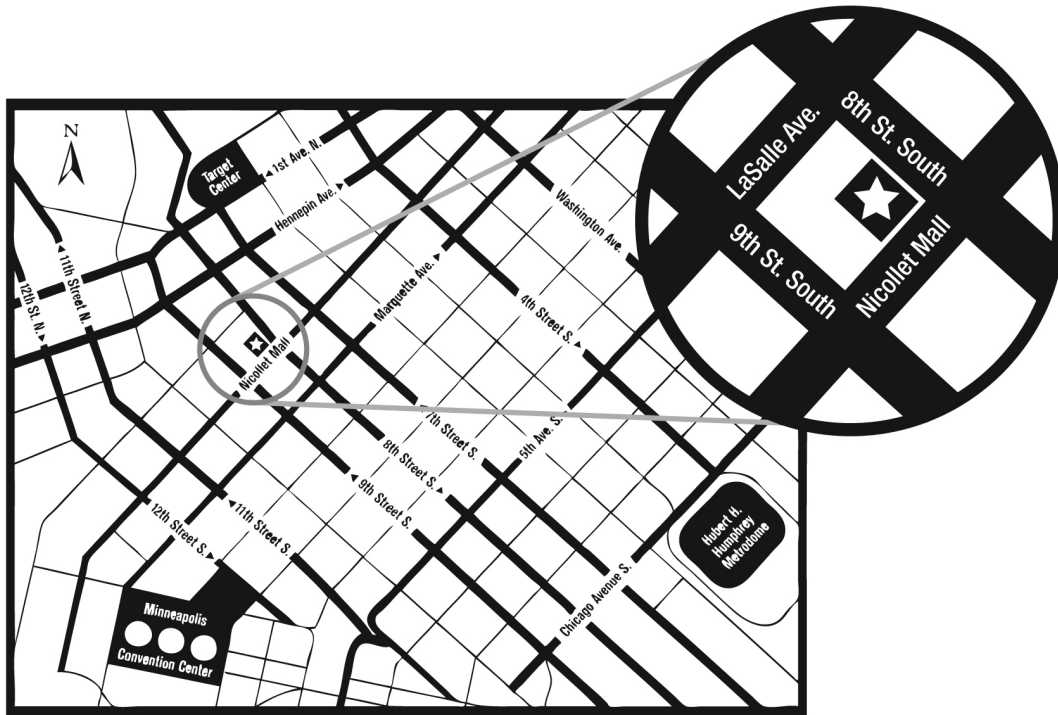 N
Target
Center
1st Ave. N.
Hennepin Ave.
Washington Ave.
11th Street N.
12th St. N.
Marquette Ave.
4th Street S.
Nicollet Mall
7th Street S.
5th Ave. S.
8th Street S.
9th Street S.
11th Street S.
12th Street S.
Chicago Avenue S.
Hubert H.
Humphrey
Metrodome
Minneapolis
Convention Center
LaSalle Ave.
8th St. South
9th St. South
Nicollet Mall